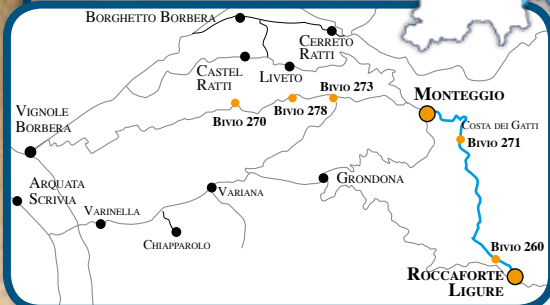 BORGHETTO BORBERA
CERRETO
RATTI
CASTEL
RATTI
LIVETO
BIVIO 273
BIVIO 278
BIVIO 270
MONTEGGIO
COSTA DEI GATTI
BIVIO 271
VIGNOLE
BORBERA
ARQUATA
SCRIVIA
VARINELLA
CHIAPPAROLO
VARIANA
GRONDONA
BIVIO 260
ROCCAFORTE
LIGURE